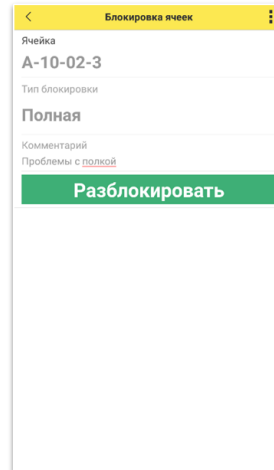 Блокировка ячеек
Ячейка
A-10-02-3
Тип блокировки
Полная
Комментарий
Проблемы с полкой
Разблокировать